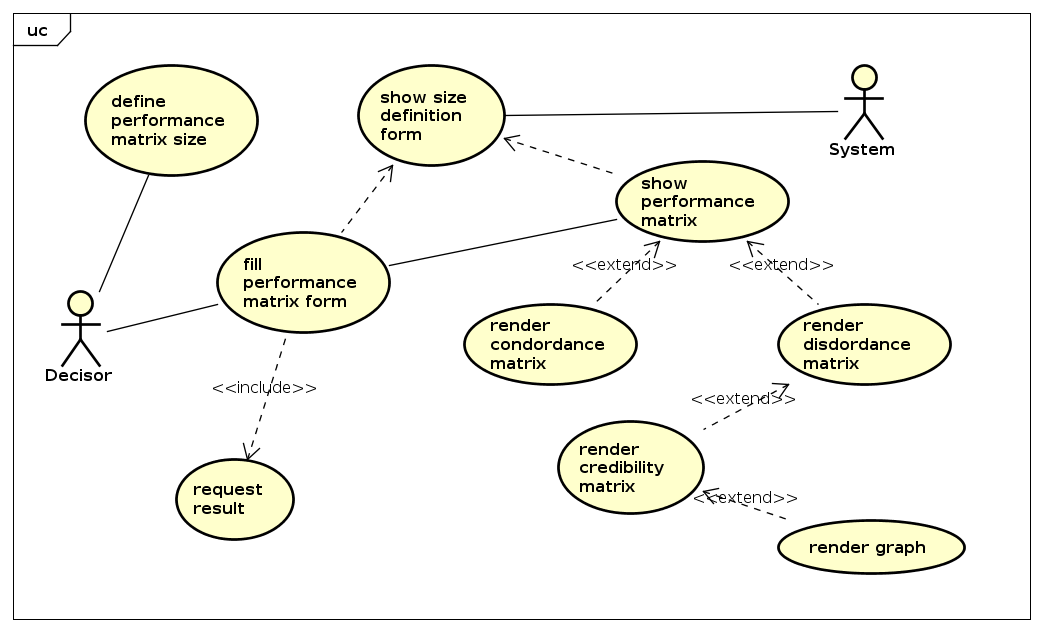 uc
define
performance
matrix size
show size
definition
form
System
show
performance
matrix
fill
performance
matrix form
<<extend>>
<<extend>>
Decisor
render
condordance
matrix
render
disdordance
matrix
<<include>>
<<extend>>
render
credibility
matrix
request
result
<<extend>>
render graph